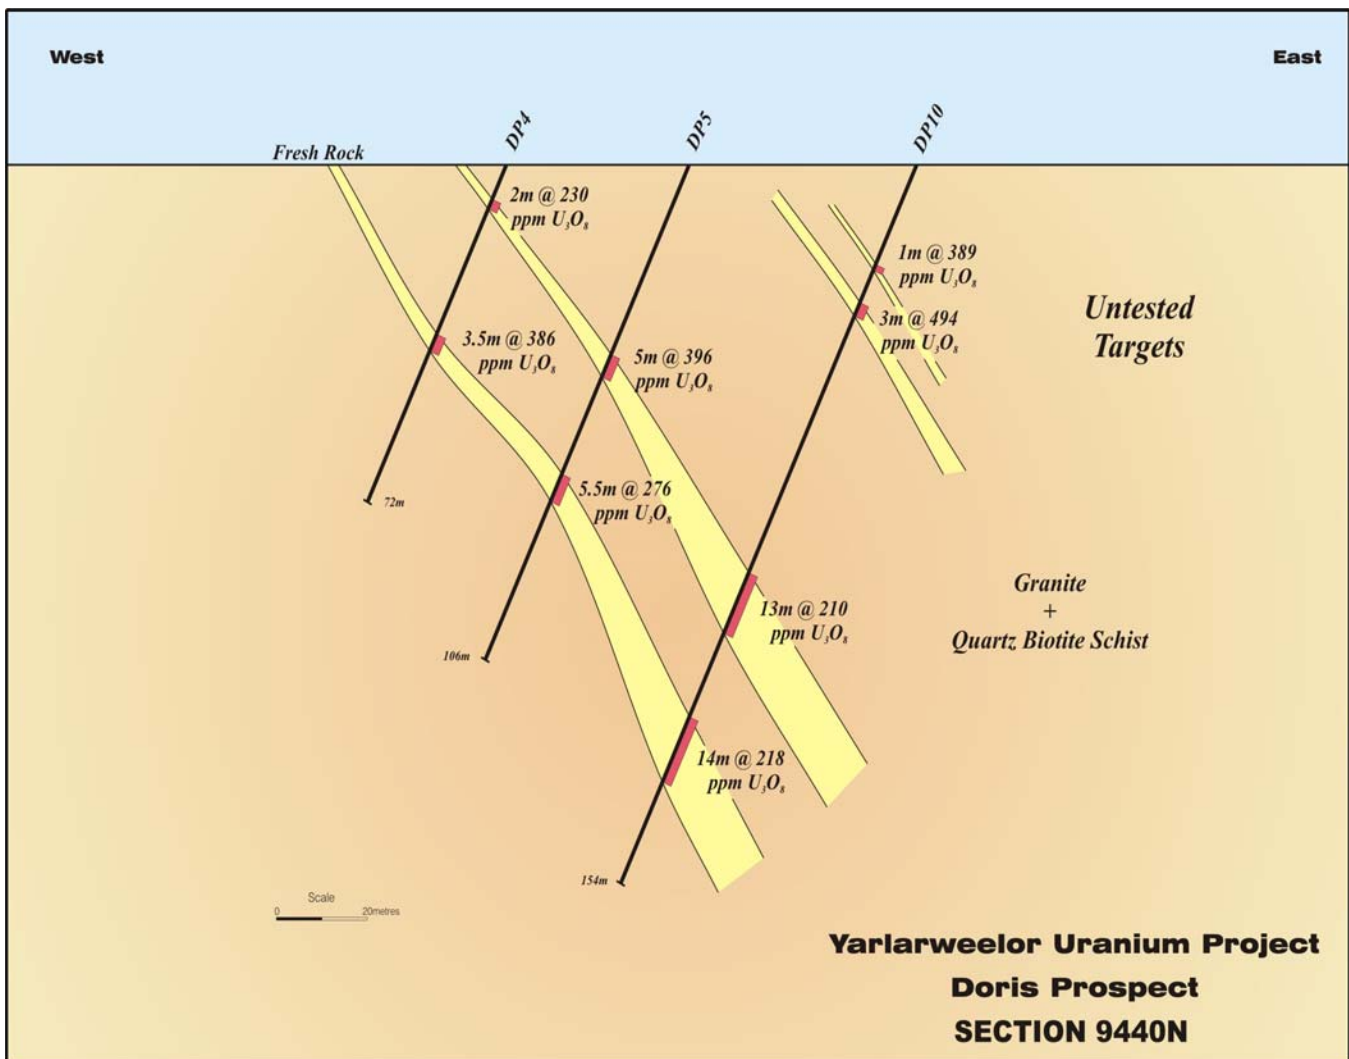 West
East
DP4
DP5
DP10
Fresh Rock
2m @ 230
ppm U₃O₈
1m @ 389
ppm U₃O₈
3m @ 494
ppm U₃O₈
Untested
Targets
3.5m @ 386
ppm U₃O₈
5m @ 396
ppm U₃O₈
5.5m @ 276
ppm U₃O₈
72m
Granite
+
Quartz Biotite Schist
13m @ 210
ppm U₃O₈
106m
14m @ 218
ppm U₃O₈
154m
Scale
0 20metres
Yarlarweelor Uranium Project
Doris Prospect
SECTION 9440N